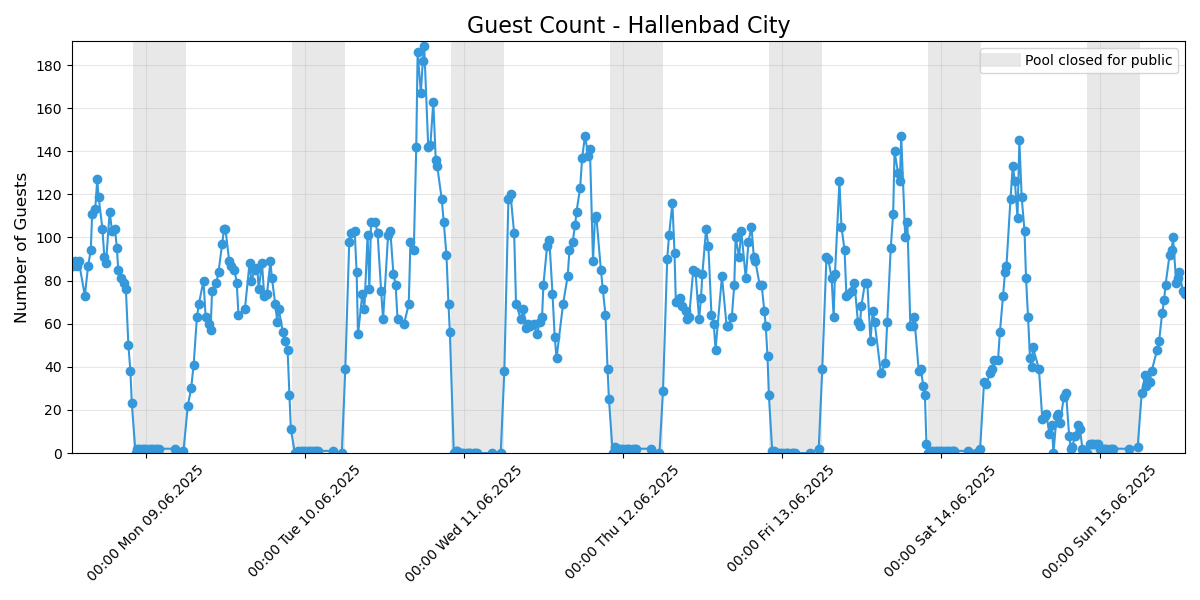 Guest Count - Hallenbad City
Pool closed for public
Number of Guests
180
160
140
120
100
80
60
40
20
0
00:00 Mon 09.06.2025
00:00 Tue 10.06.2025
00:00 Wed 11.06.2025
00:00 Thu 12.06.2025
00:00 Fri 13.06.2025
00:00 Sat 14.06.2025
00:00 Sun 15.06.2025